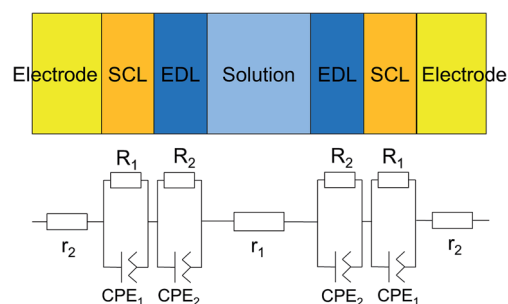 Electrode SCL EDL Solution EDL SCL Electrode
R1 R2 R2 R1
r2 r1 r2
CPE1 CPE2 CPE2 CPE1